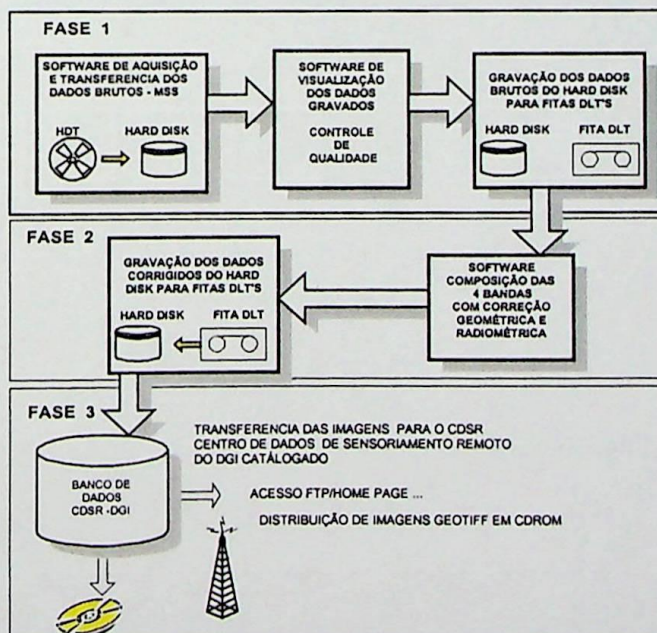 FASE 1
SOFTWARE DE AQUISIÇÃO
E TRANSFERENCIA DOS
DADOS BRUTOS - MSS
HDT
HARD DISK
SOFTWARE DE
VISUALIZAÇÃO
DOS DADOS
GRAVADOS
CONTROLE
DE
QUALIDADE
GRAVAÇÃO DOS DADOS
BRUTOS DO HARD DISK
PARA FITAS DLT'S
HARD DISK
FITA DLT
FASE 2
GRAVAÇÃO DOS DADOS
CORRIGIDOS DO HARD
DISK PARA FITAS DLT'S
HARD DISK
FITA DLT
SOFTWARE
COMPOSIÇÃO DAS
4 BANDAS
COM CORREÇÃO
GEOMÉTRICA E
RADIOMÉTRICA
FASE 3
BANCO DE
DADOS
CDSR -DGI
TRANSFERENCIA DAS IMAGENS PARA O CDSR
CENTRO DE DADOS DE SENSORIAMENTO REMOTO
DO DGI CATÁLOGADO
ACESSO FTP/HOME PAGE ...
DISTRIBUIÇÃO DE IMAGENS GEOTIFF EM CDROM